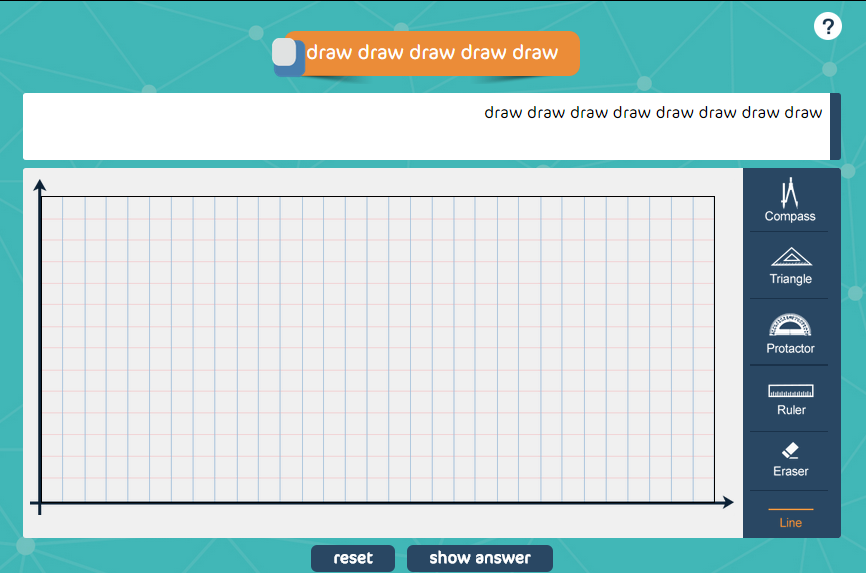 ?
draw draw draw draw draw
draw draw draw draw draw draw draw draw
Compass
Triangle
Protactor
Ruler
Eraser
Line
reset
show answer